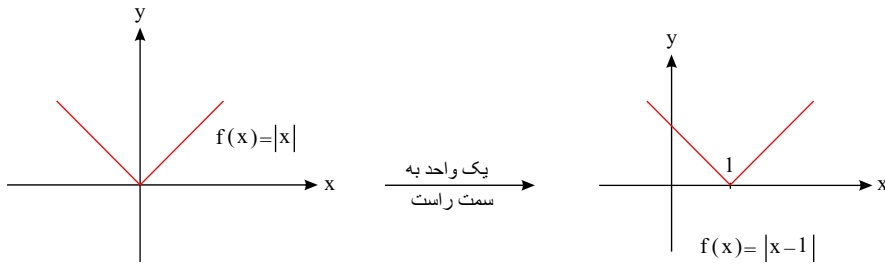 y
f(x)=|x|
x
یک واحد به
سمت راست
y
1
x
f(x)= |x−1|